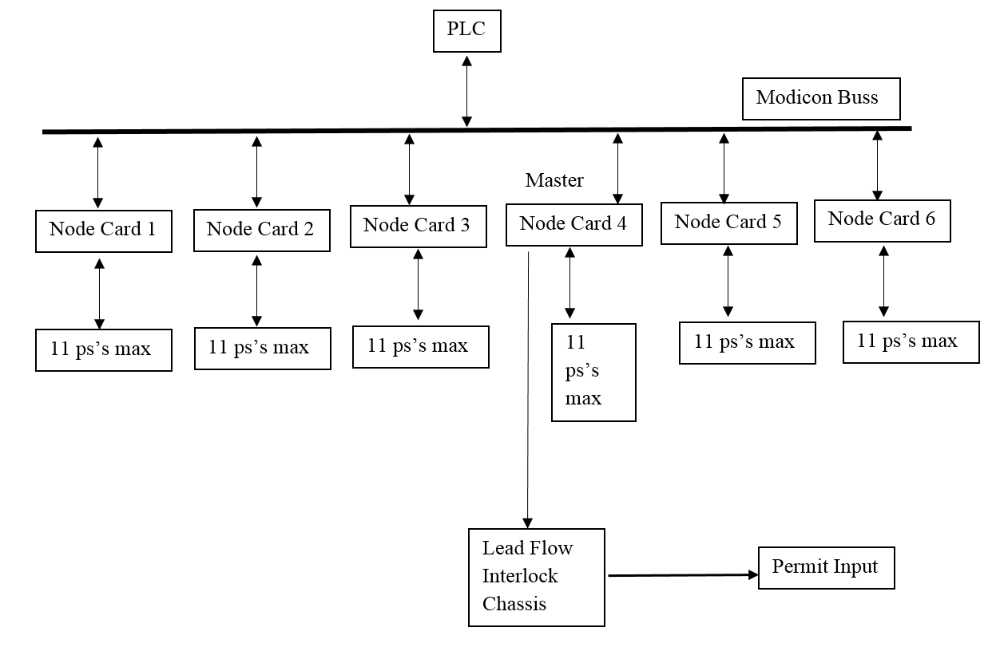 PLC
Modicon Buss
Master
Node Card 1
Node Card 2
Node Card 3
Node Card 4
Node Card 5
Node Card 6
11 ps’s max
11 ps’s max
11 ps’s max
11
ps’s
max
11 ps’s max
11 ps’s max
Lead Flow
Interlock
Chassis
Permit Input